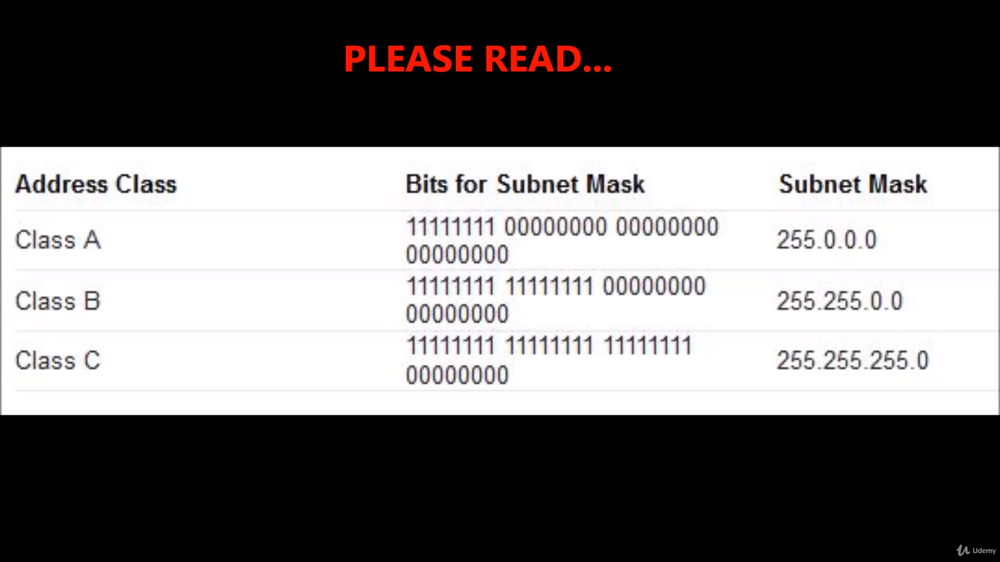 PLEASE READ...
Address Class Bits for Subnet Mask Subnet Mask
Class A 11111111 00000000 00000000 00000000 255.0.0.0
Class B 11111111 11111111 00000000 00000000 255.255.0.0
Class C 11111111 11111111 11111111 00000000 255.255.255.0
Udemy